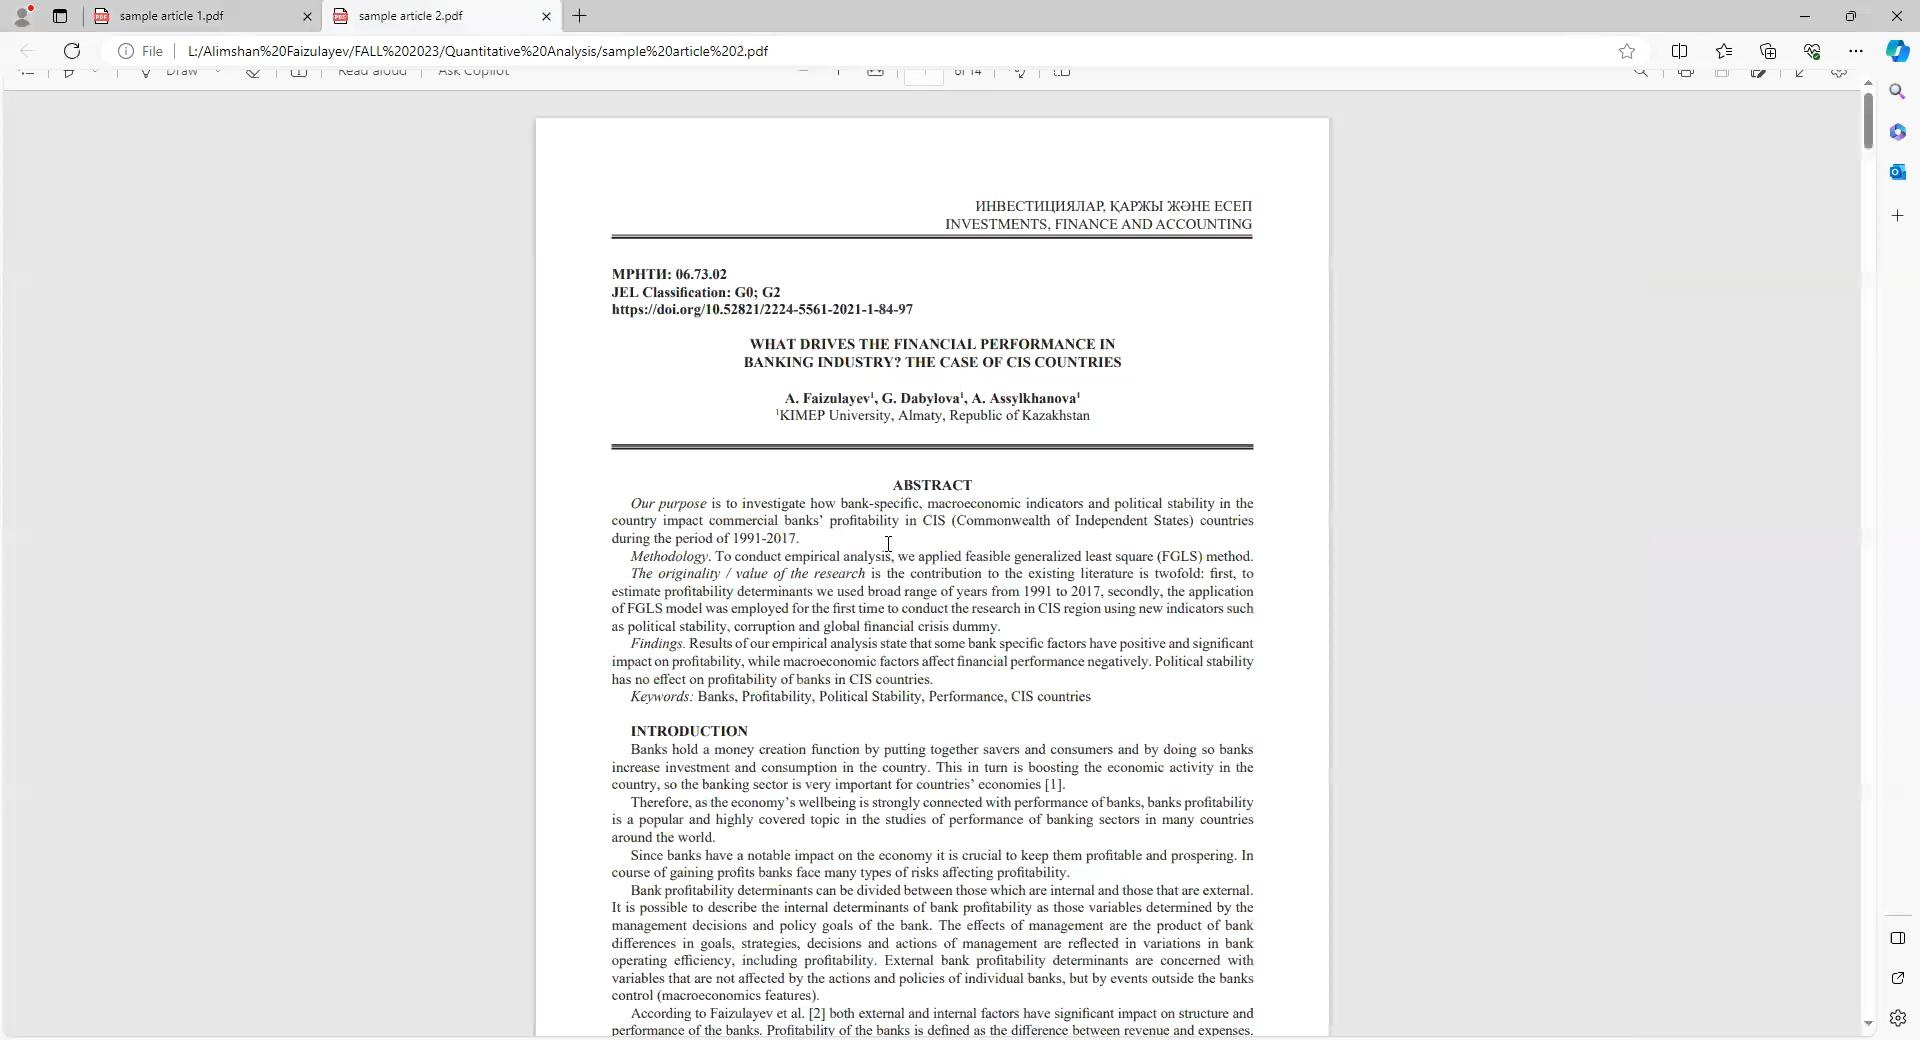 sample article 1.pdf
sample article 2.pdf
File
L:/Alimshan%20Faizulayev/FALL%202023/Quantitative%20Analysis/sample%20article%202.pdf
Draw
Read aloud
Ask Copilot
of 14
ИНВЕСТИЦИЯЛАР, ҚАРЖЫ ЖӘНЕ ЕСЕП
INVESTMENTS, FINANCE AND ACCOUNTING
МРНТИ: 06.73.02
JEL Classification: G0; G2
https://doi.org/10.52821/2224-5561-2021-1-84-97
WHAT DRIVES THE FINANCIAL PERFORMANCE IN
BANKING INDUSTRY? THE CASE OF CIS COUNTRIES
A. Faizulayev¹, G. Dabylova¹, A. Assylkhanova¹
¹KIMEP University, Almaty, Republic of Kazakhstan
ABSTRACT
Our purpose is to investigate how bank-specific, macroeconomic indicators and political stability in the
country impact commercial banks’ profitability in CIS (Commonwealth of Independent States) countries
during the period of 1991-2017.
Methodology. To conduct empirical analysis, we applied feasible generalized least square (FGLS) method.
The originality / value of the research is the contribution to the existing literature is twofold: first, to
estimate profitability determinants we used broad range of years from 1991 to 2017, secondly, the application
of FGLS model was employed for the first time to conduct the research in CIS region using new indicators such
as political stability, corruption and global financial crisis dummy.
Findings. Results of our empirical analysis state that some bank specific factors have positive and significant
impact on profitability, while macroeconomic factors affect financial performance negatively. Political stability
has no effect on profitability of banks in CIS countries.
Keywords: Banks, Profitability, Political Stability, Performance, CIS countries
INTRODUCTION
Banks hold a money creation function by putting together savers and consumers and by doing so banks
increase investment and consumption in the country. This in turn is boosting the economic activity in the
country, so the banking sector is very important for countries’ economies [1].
Therefore, as the economy’s wellbeing is strongly connected with performance of banks, banks profitability
is a popular and highly covered topic in the studies of performance of banking sectors in many countries
around the world.
Since banks have a notable impact on the economy it is crucial to keep them profitable and prospering. In
course of gaining profits banks face many types of risks affecting profitability.
Bank profitability determinants can be divided between those which are internal and those that are external.
It is possible to describe the internal determinants of bank profitability as those variables determined by the
management decisions and policy goals of the bank. The effects of management are the product of bank
differences in goals, strategies, decisions and actions of management are reflected in variations in bank
operating efficiency, including profitability. External bank profitability determinants are concerned with
variables that are not affected by the actions and policies of individual banks, but by events outside the banks
control (macroeconomics features).
According to Faizulayev et al. [2] both external and internal factors have significant impact on structure and
performance of the banks. Profitability of the banks is defined as the difference between revenue and expenses.